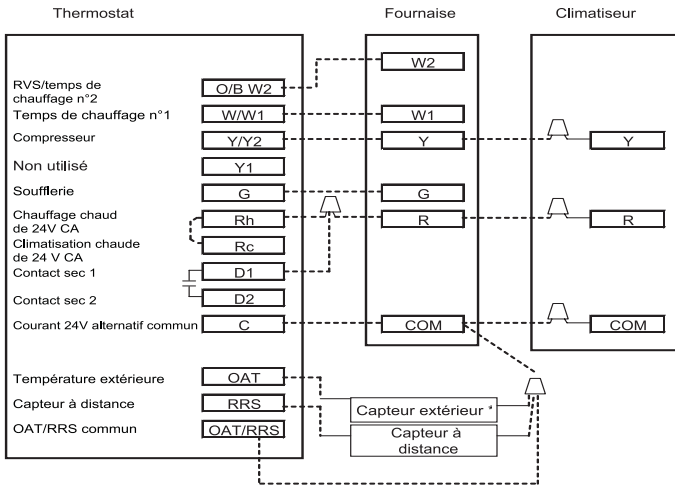 Thermostat Fournaise Climatiseur
W2
RVS/temps de
chauffage n°2
O/B W2
Temps de chauffage n°1 W/W1 W1
Compresseur Y/Y2 Y Y
Non utilisé Y1
Soufflerie G G
Chauffage chaud
de 24V CA
Rh R R
Climatisation chaude
de 24 V CA
Rc
Contact sec 1 D1
Contact sec 2 D2
Courant 24V alternatif commun C COM COM
Température extérieure OAT
Capteur extérieur *
Capteur à distance RRS
Capteur à
distance
OAT/RRS commun OAT/RRS